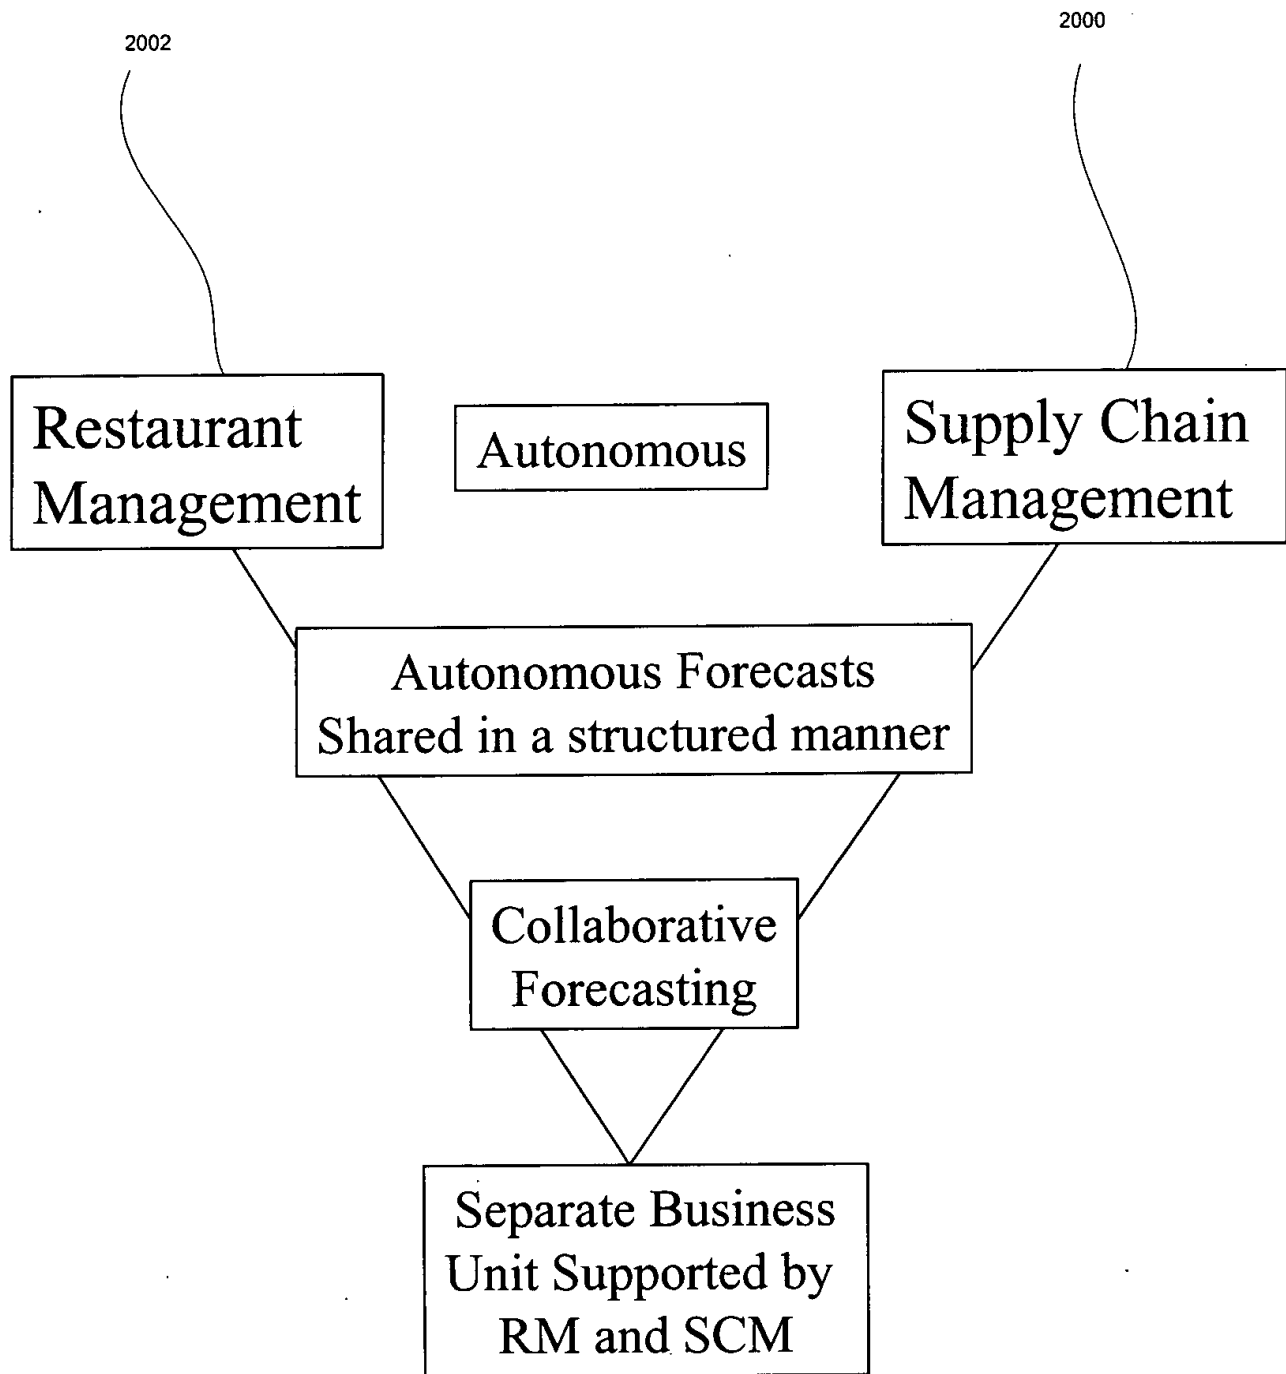 2002
2000
Restaurant
Management
Autonomous
Supply Chain
Management
Autonomous Forecasts
Shared in a structured manner
Collaborative
Forecasting
Separate Business
Unit Supported by
RM and SCM